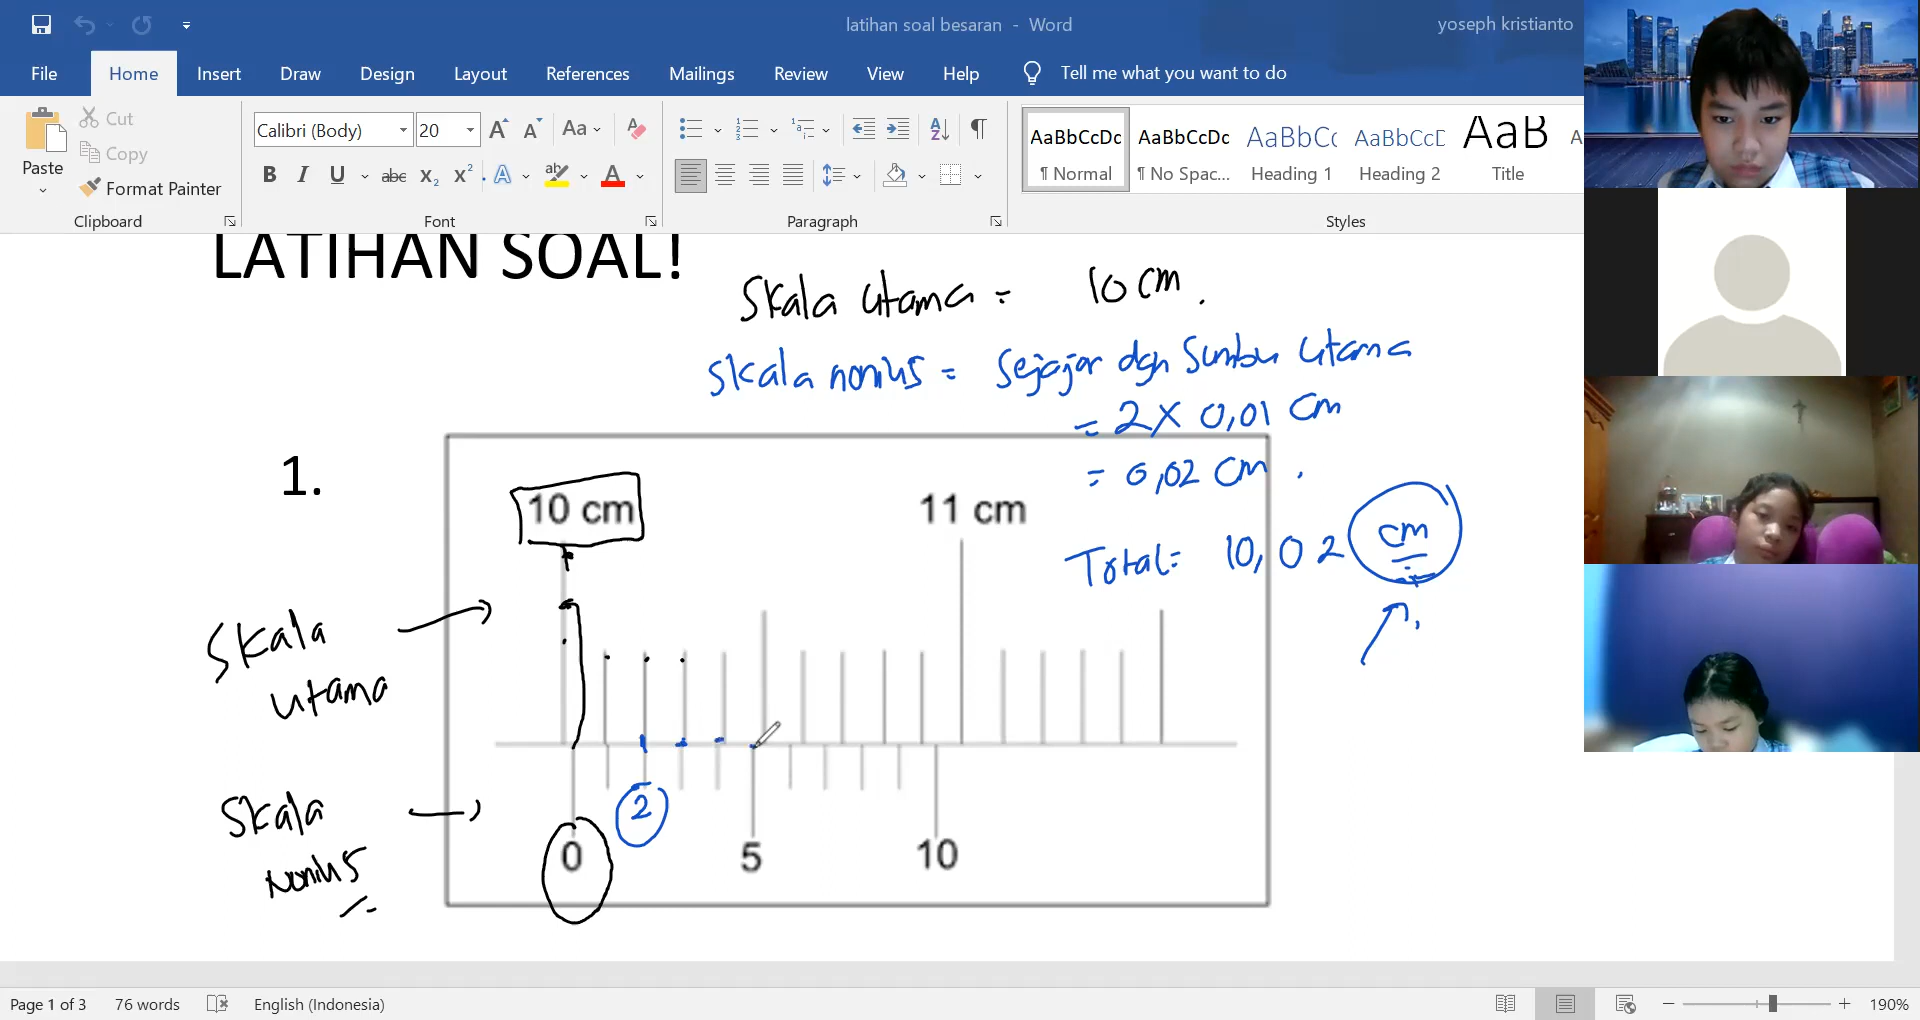 latihan soal besaran - Word
yoseph kristianto
File Home Insert Draw Design Layout References Mailings Review View Help Tell me what you want to do
Paste
Cut
Copy
Format Painter
Clipboard
Calibri (Body) 20 A A Aa
B I U abc x₂ x² A ab A
Font
Paragraph
AaBbCcDc AaBbCcDc AaBbCc AaBbCcD AaB
¶ Normal ¶ No Spac... Heading 1 Heading 2 Title
Styles
LATIHAN SOAL!
Skala utama = 10 cm.
Skala nonius = Sejajar dgn Sumbu utama
= 2 x 0,01 cm
= 0,02 cm.
Total = 10,02 cm
1.
10 cm 11 cm
Skala
utama
Skala
nonius
2
0 5 10
Page 1 of 3 76 words English (Indonesia) 190%